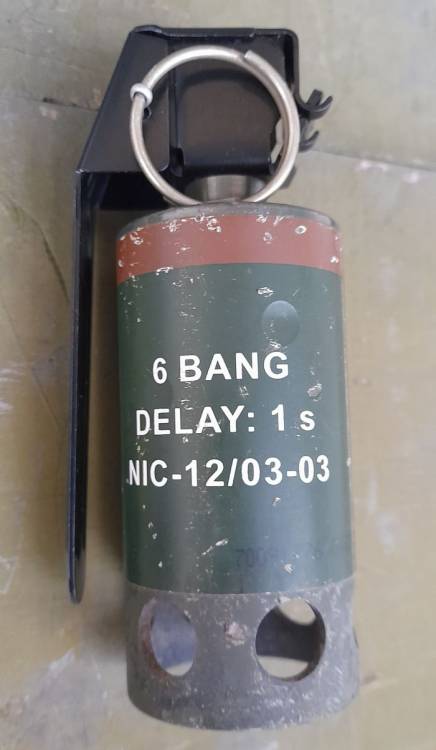 6 BANG
DELAY: 1 s
NIC-12/03-03